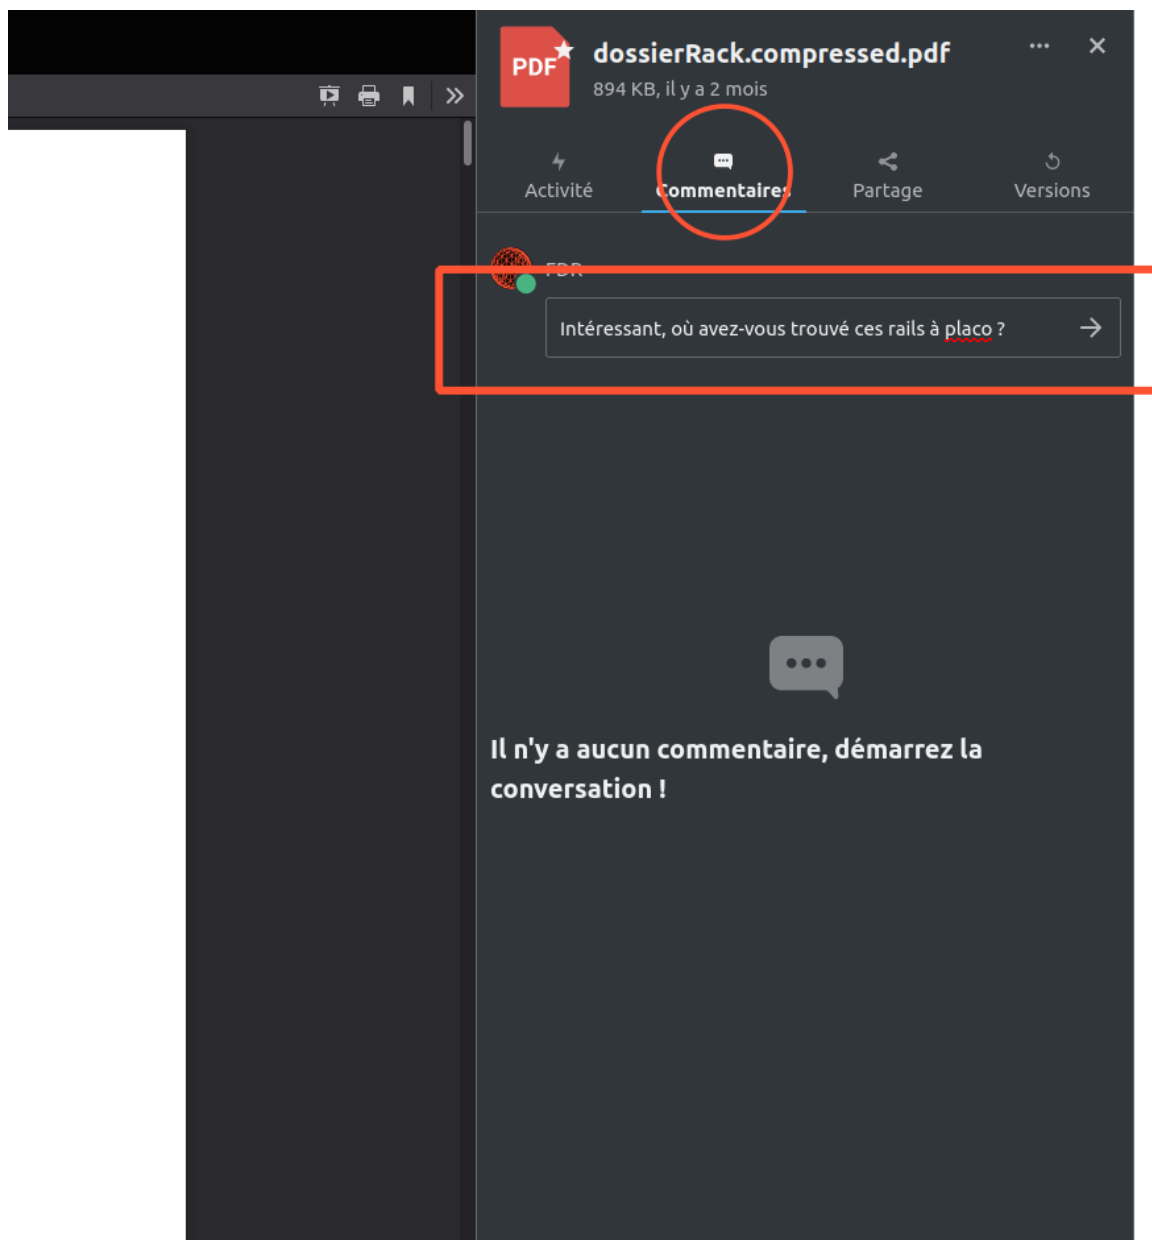 PDF
dossierRack.compressed.pdf
894 KB, il y a 2 mois
Activité
Commentaires
Partage
Versions
FDR
Intéressant, où avez-vous trouvé ces rails à placo ?
Il n'y a aucun commentaire, démarrez la
conversation !